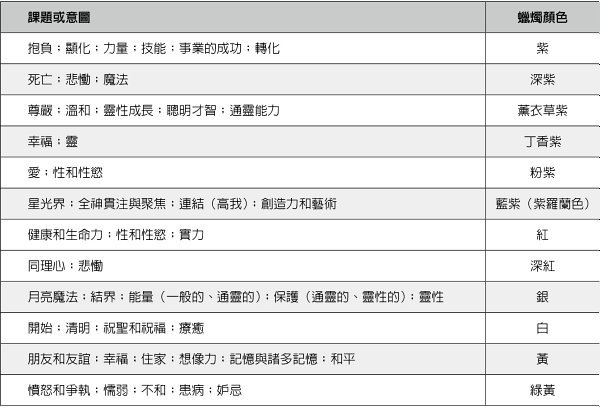 課題或意圖 蠟燭顏色
抱負；顯化；力量；技能；事業的成功；轉化 紫
死亡；悲慟；魔法 深紫
尊嚴；溫和；靈性成長；聰明才智；通靈能力 薰衣草紫
幸福；靈 丁香紫
愛；性和性慾 粉紫
星光界；全神貫注與聚焦；連結（高我）；創造力和藝術 藍紫（紫羅蘭色）
健康和生命力；性和性慾；實力 紅
同理心；悲慟 深紅
月亮魔法；結界；能量（一般的、通靈的）；保護（通靈的、靈性的）；靈性 銀
開始；清明；祝聖和祝福；療癒 白
朋友和友誼；幸福；住家；想像力；記憶與諸多記憶；和平 黃
憤怒和爭執；懦弱；不和；患病；妒忌 綠黃